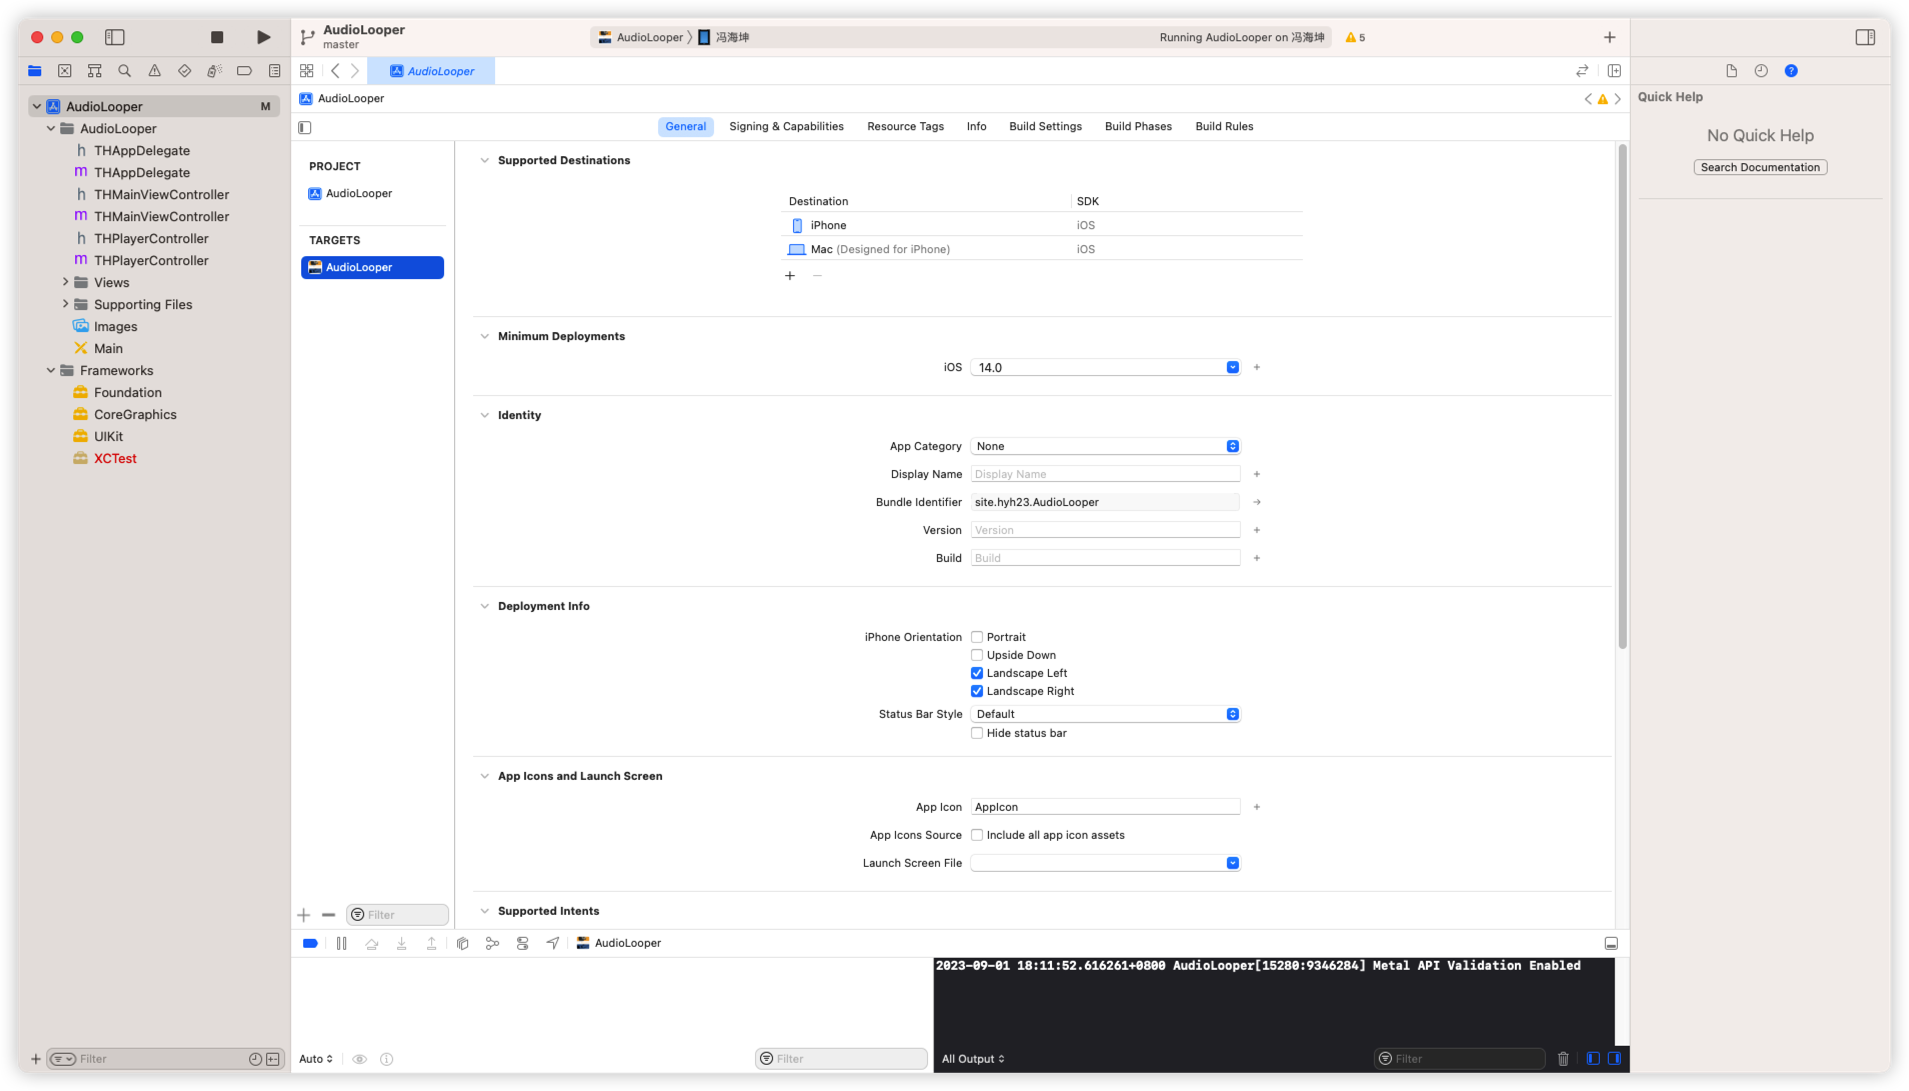 AudioLooper
master
AudioLooper 〉 冯海坤
Running AudioLooper on 冯海坤
5
AudioLooper
AudioLooper M
AudioLooper
h THAppDelegate
m THAppDelegate
h THMainViewController
m THMainViewController
h THPlayerController
m THPlayerController
Views
Supporting Files
Images
Main
Frameworks
Foundation
CoreGraphics
UIKit
XCTest
Filter
AudioLooper
General Signing & Capabilities Resource Tags Info Build Settings Build Phases Build Rules
PROJECT
AudioLooper
TARGETS
AudioLooper
Filter
Supported Destinations
Destination SDK
iPhone iOS
Mac (Designed for iPhone) iOS
Minimum Deployments
iOS 14.0
Identity
App Category None
Display Name Display Name
Bundle Identifier site.hyh23.AudioLooper
Version Version
Build Build
Deployment Info
iPhone Orientation Portrait
Upside Down
Landscape Left
Landscape Right
Status Bar Style Default
Hide status bar
App Icons and Launch Screen
App Icon AppIcon
App Icons Source Include all app icon assets
Launch Screen File
Supported Intents
AudioLooper
2023-09-01 18:11:52.616261+0800 AudioLooper[15280:9346284] Metal API Validation Enabled
Auto
Filter
All Output
Filter
Quick Help
No Quick Help
Search Documentation